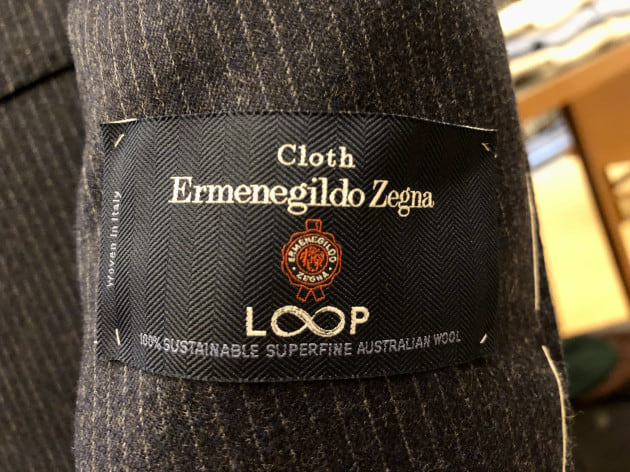 Cloth
Ermenegildo Zegna
ERMENEGILDO
ZEGNA
LOOP
100% SUSTAINABLE SUPERFINE AUSTRALIAN WOOL
Woven in Italy